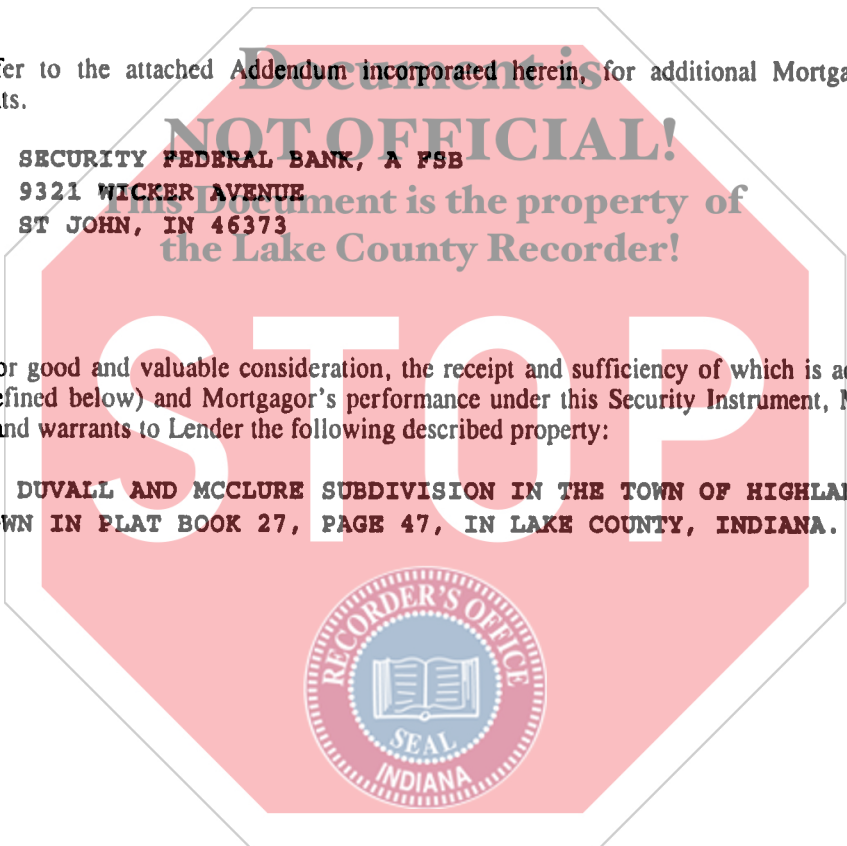 fer to the attached Addendum incorporated herein, for additional Mortga
ts.
Document is
NOT OFFICIAL!
This Document is the property of
the Lake County Recorder!
SECURITY FEDERAL BANK, A FSB
9321 WICKER AVENUE
ST JOHN, IN 46373
STOP
or good and valuable consideration, the receipt and sufficiency of which is a
efined below) and Mortgagor's performance under this Security Instrument, M
and warrants to Lender the following described property:
DUVALL AND MCCLURE SUBDIVISION IN THE TOWN OF HIGHLA
WN IN PLAT BOOK 27, PAGE 47, IN LAKE COUNTY, INDIANA.
RECORDER'S OFFICE
SEAL
INDIANA